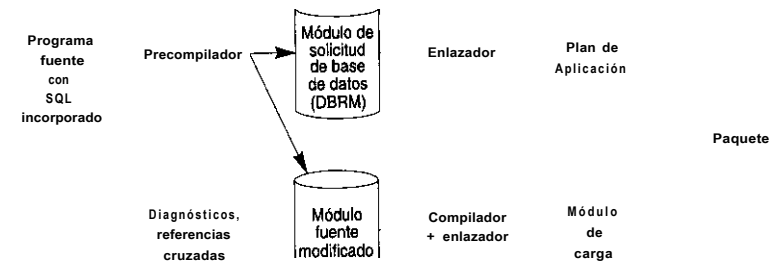 Programa
fuente
con
SQL
incorporado
Precompilador
Módulo de
solicitud
de base
de datos
(DBRM)
Enlazador
Plan de
Aplicación
Paquete
Diagnósticos,
referencias
cruzadas
Módulo
fuente
modificado
Compilador
+ enlazador
Módulo
de
carga